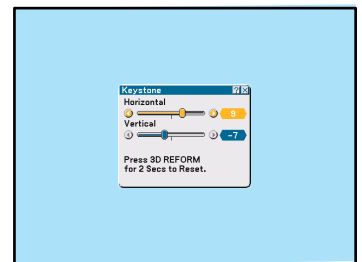 Keystone
Horizontal
9
Vertical
-7
Press 3D REFORM
for 2 Secs to Reset.